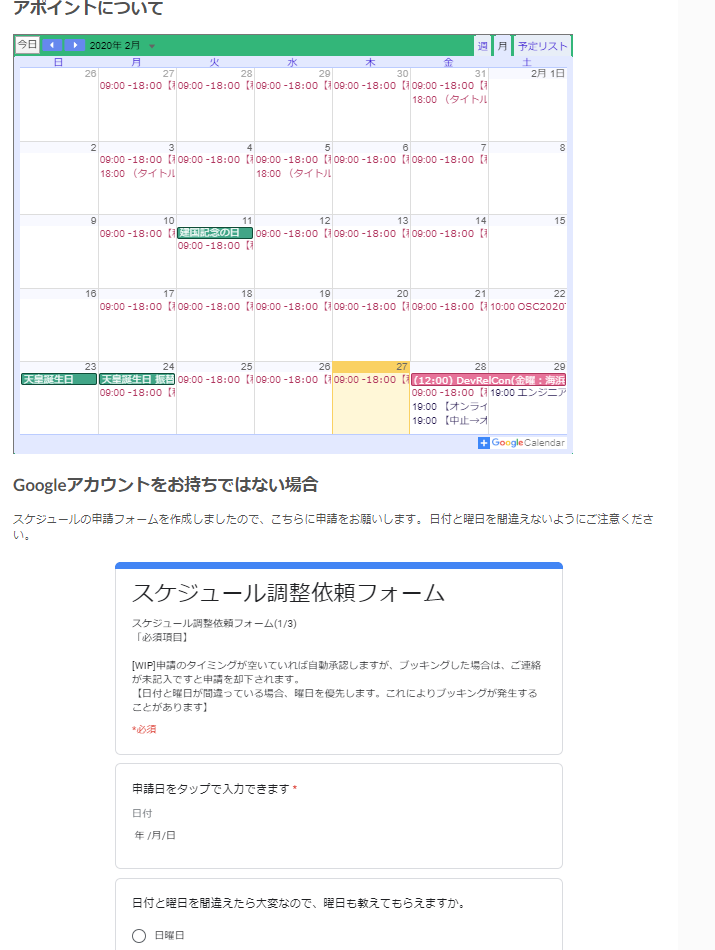 アポイントについて
今日 2020年 2月 週 月 予定リスト
日 月 火 水 木 金 土
26 27 28 29 30 31 2月 1日
09:00 -18:00 09:00 -18:00 09:00 -18:00 09:00 -18:00 09:00 -18:00
18:00 （タイトル
2 3 4 5 6 7 8
09:00 -18:00 09:00 -18:00 09:00 -18:00 09:00 -18:00 09:00 -18:00
18:00 （タイトル 18:00 （タイトル
9 10 11 12 13 14 15
09:00 -18:00 建国記念の日 09:00 -18:00 09:00 -18:00 09:00 -18:00
09:00 -18:00
16 17 18 19 20 21 22
09:00 -18:00 09:00 -18:00 09:00 -18:00 09:00 -18:00 09:00 -18:00 10:00 OSC2020
23 24 25 26 27 28 29
天皇誕生日 天皇誕生日 振替 09:00 -18:00 09:00 -18:00 09:00 -18:00 (12:00) DevRelCon(金曜：海浜
09:00 -18:00 09:00 -18:00 19:00 エンジニア
19:00 【オンライ
19:00 【中止→オ
Google Calendar
Googleアカウントをお持ちではない場合
スケジュールの申請フォームを作成しましたので、こちらに申請をお願いします。日付と曜日を間違えないようにご注意くださ
い。
スケジュール調整依頼フォーム
スケジュール調整依頼フォーム(1/3)
「必須項目】
[WIP]申請のタイミングが空いていれば自動承認しますが、ブッキングした場合は、ご連絡
が未記入ですと申請を却下されます。
【日付と曜日が間違っている場合、曜日を優先します。これによりブッキングが発生する
ことがあります】
*必須
申請日をタップで入力できます *
日付
年 /月/日
日付と曜日を間違えたら大変なので、曜日も教えてもらえますか。
日曜日